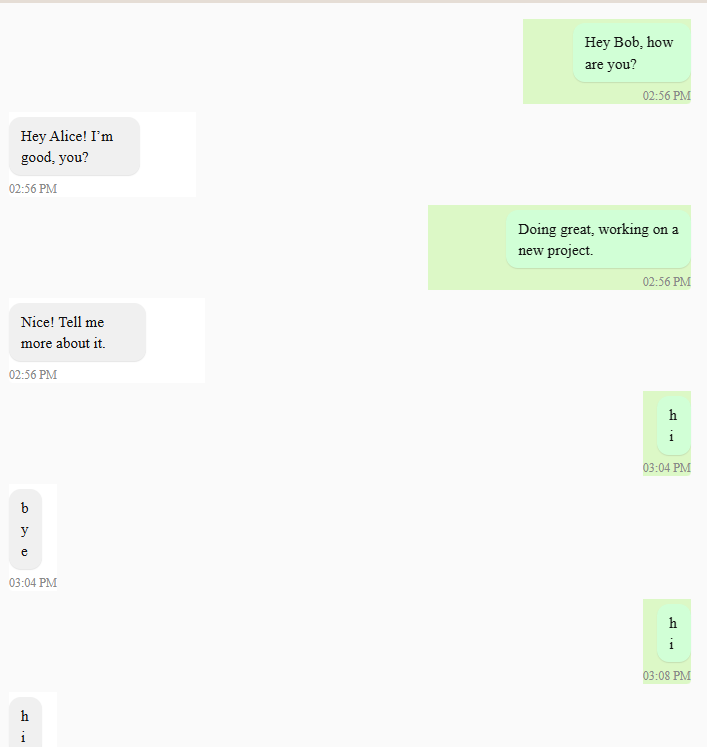 Hey Bob, how
are you?
02:56 PM
Hey Alice! I’m
good, you?
02:56 PM
Doing great, working on a
new project.
02:56 PM
Nice! Tell me
more about it.
02:56 PM
h
i
03:04 PM
b
y
e
03:04 PM
h
i
03:08 PM
h
i